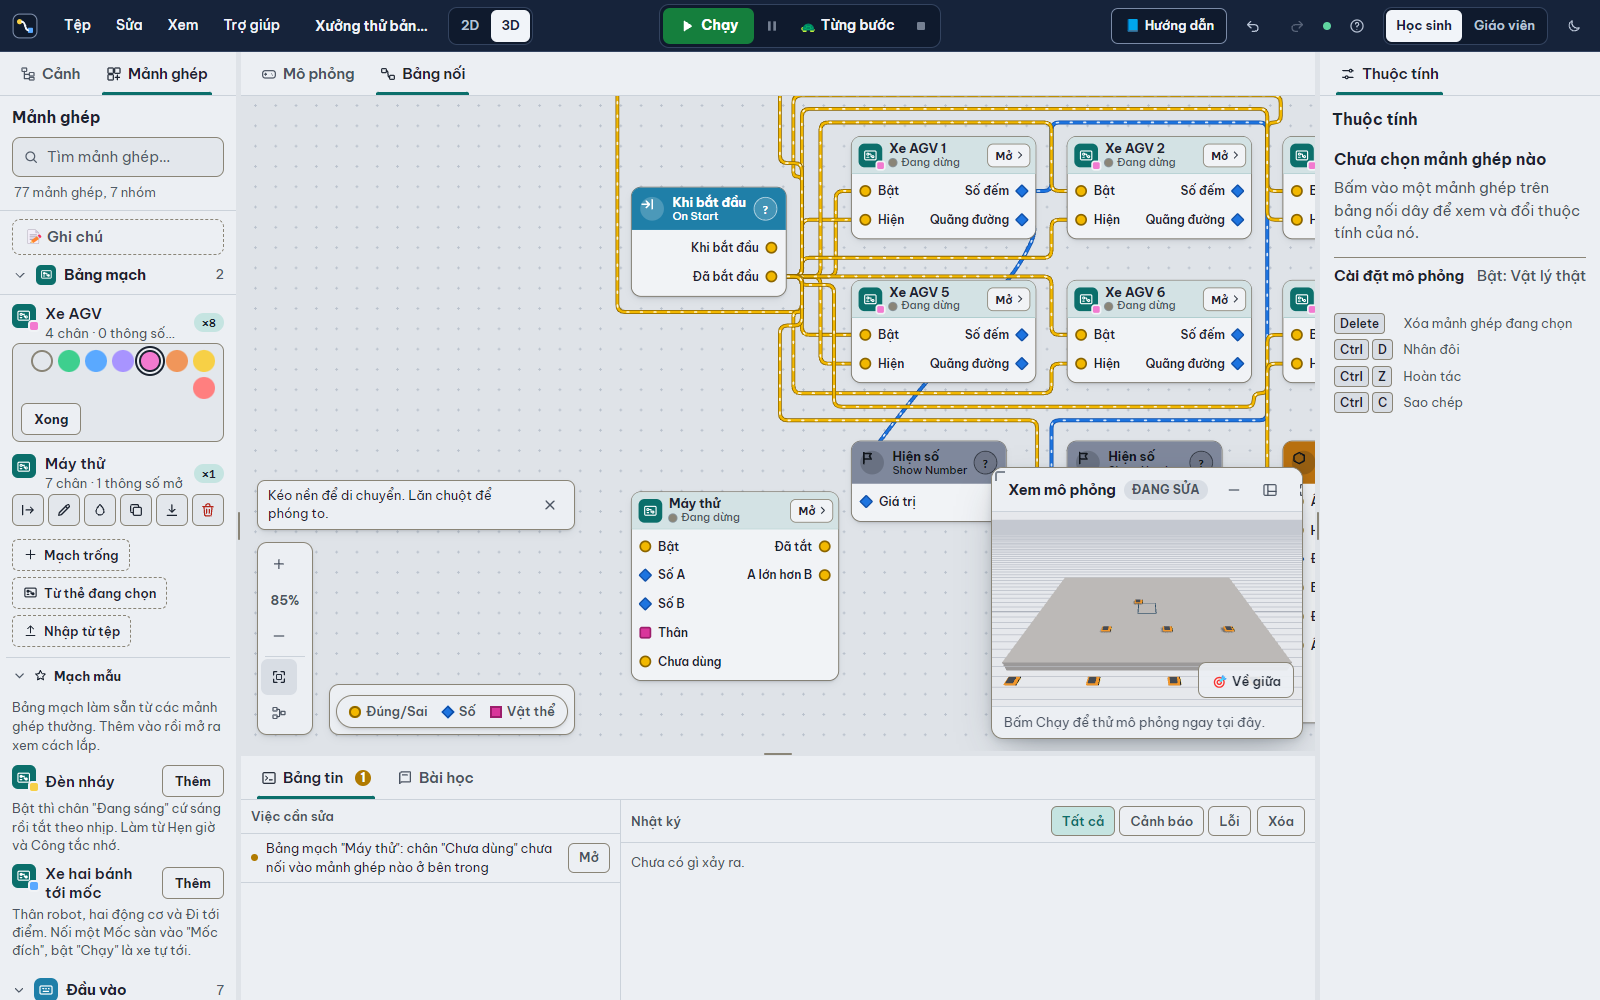 Tệp Sửa Xem Trợ giúp Xưởng thử bản... 2D 3D Chạy Từng bước Hướng dẫn Học sinh Giáo viên
Cảnh Mảnh ghép
Mô phỏng Bảng nối
Thuộc tính
Mảnh ghép
Tìm mảnh ghép...
77 mảnh ghép, 7 nhóm
Ghi chú
Bảng mạch 2
Xe AGV
4 chân · 0 thông số...
×8
Xong
Máy thử
7 chân · 1 thông số mở
×1
Mạch trống
Từ thẻ đang chọn
Nhập từ tệp
Mạch mẫu
Bảng mạch làm sẵn từ các mảnh
ghép thường. Thêm vào rồi mở ra
xem cách lắp.
Đèn nháy Thêm
Bật thì chân "Đang sáng" cứ sáng
rồi tắt theo nhịp. Làm từ Hẹn giờ
và Công tắc nhớ.
Xe hai bánh
tới mốc
Thêm
Thân robot, hai động cơ và Đi tới
điểm. Nối một Mốc sàn vào "Mốc
đích", bật "Chạy" là xe tự tới.
Đầu vào 7
Khi bắt đầu
On Start
?
Khi bắt đầu
Đã bắt đầu
Xe AGV 1
Đang dừng
Mở
Bật Số đếm
Hiện Quãng đường
Xe AGV 2
Đang dừng
Mở
Bật Số đếm
Hiện Quãng đường
Xe AGV 5
Đang dừng
Mở
Bật Số đếm
Hiện Quãng đường
Xe AGV 6
Đang dừng
Mở
Bật Số đếm
Hiện Quãng đường
Hiện số
Show Number
?
Giá trị
Hiện số
?
Kéo nền để di chuyển. Lăn chuột để
phóng to.
85%
Đúng/Sai Số Vật thể
Máy thử
Đang dừng
Mở
Bật Đã tắt
Số A A lớn hơn B
Số B
Thân
Chưa dùng
Xem mô phỏng ĐANG SỬA
Về giữa
Bấm Chạy để thử mô phỏng ngay tại đây.
Bảng tin 1 Bài học
Việc cần sửa
Bảng mạch "Máy thử": chân "Chưa dùng" chưa
nối vào mảnh ghép nào ở bên trong
Mở
Nhật ký Tất cả Cảnh báo Lỗi Xóa
Chưa có gì xảy ra.
Thuộc tính
Chưa chọn mảnh ghép nào
Bấm vào một mảnh ghép trên
bảng nối dây để xem và đổi thuộc
tính của nó.
Cài đặt mô phỏng Bật: Vật lý thật
Delete Xóa mảnh ghép đang chọn
Ctrl D Nhân đôi
Ctrl Z Hoàn tác
Ctrl C Sao chép